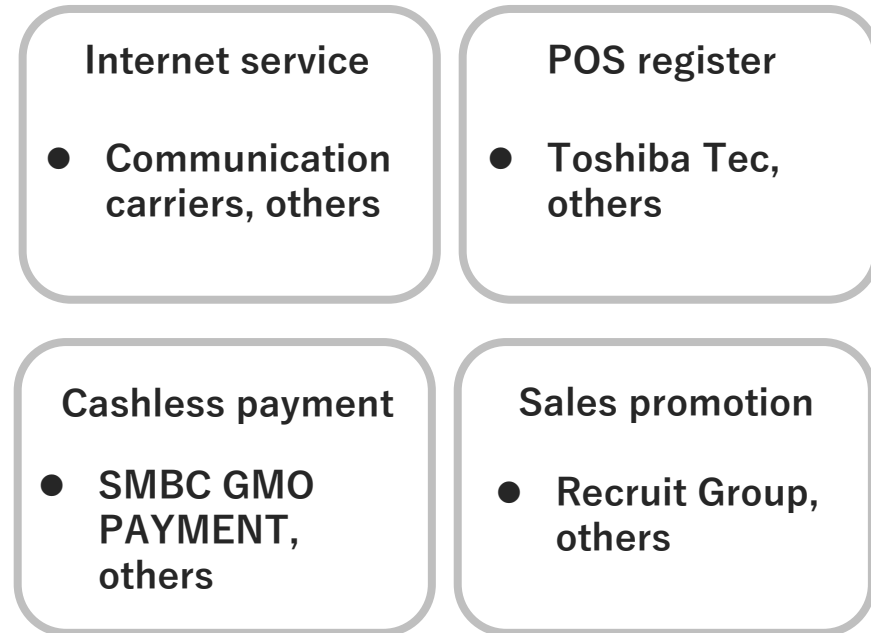 Internet service
● Communication
carriers, others
POS register
● Toshiba Tec,
others
Cashless payment
● SMBC GMO
PAYMENT,
others
Sales promotion
● Recruit Group,
others